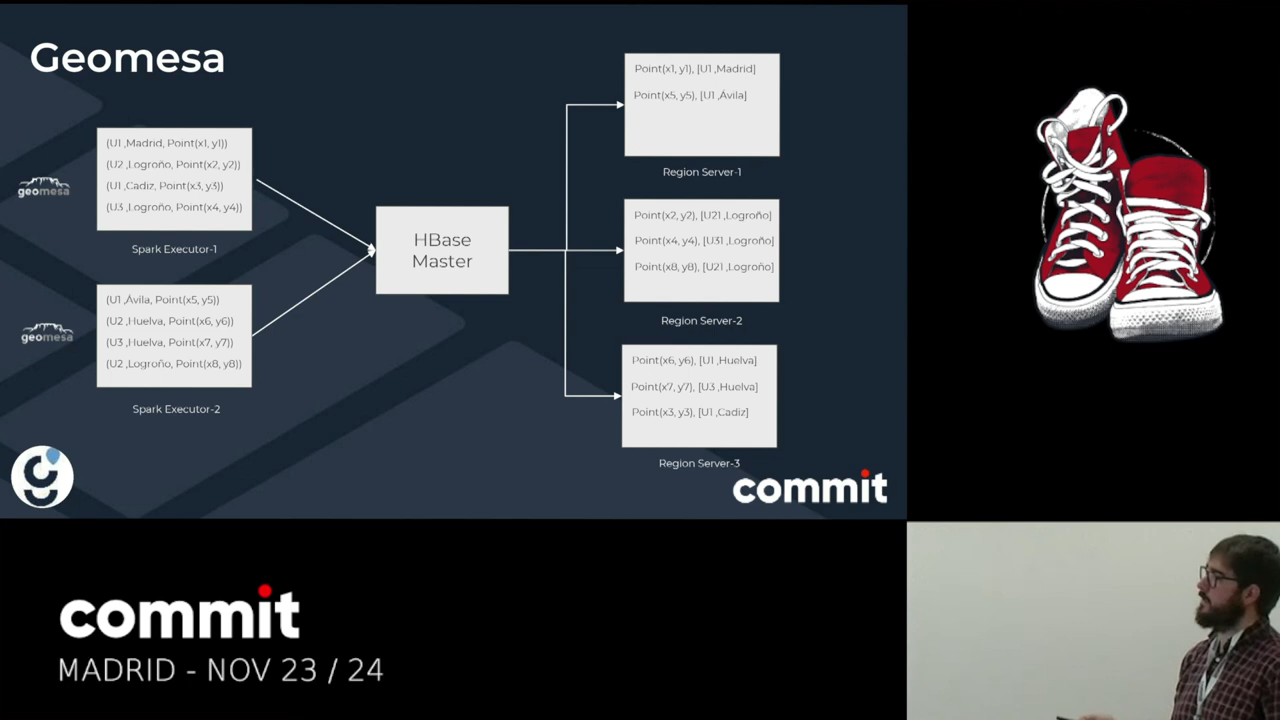 Geomesa
geomesa
(U1 ,Madrid, Point(x1, y1))
(U2 ,Logroño, Point(x2, y2))
(U1 ,Cadiz, Point(x3, y3))
(U3 ,Logroño, Point(x4, y4))
Spark Executor-1
geomesa
(U1 ,Ávila, Point(x5, y5))
(U2 ,Huelva, Point(x6, y6))
(U3 ,Huelva, Point(x7, y7))
(U2 ,Logroño, Point(x8, y8))
Spark Executor-2
HBase
Master
Point(x1, y1), [U1 ,Madrid]
Point(x5, y5), [U1 ,Ávila]
Region Server-1
Point(x2, y2), [U21 ,Logroño]
Point(x4, y4), [U31 ,Logroño]
Point(x8, y8), [U21 ,Logroño]
Region Server-2
Point(x6, y6), [U1 ,Huelva]
Point(x7, y7), [U3 ,Huelva]
Point(x3, y3), [U1 ,Cadiz]
Region Server-3
commit
commit
MADRID - NOV 23 / 24